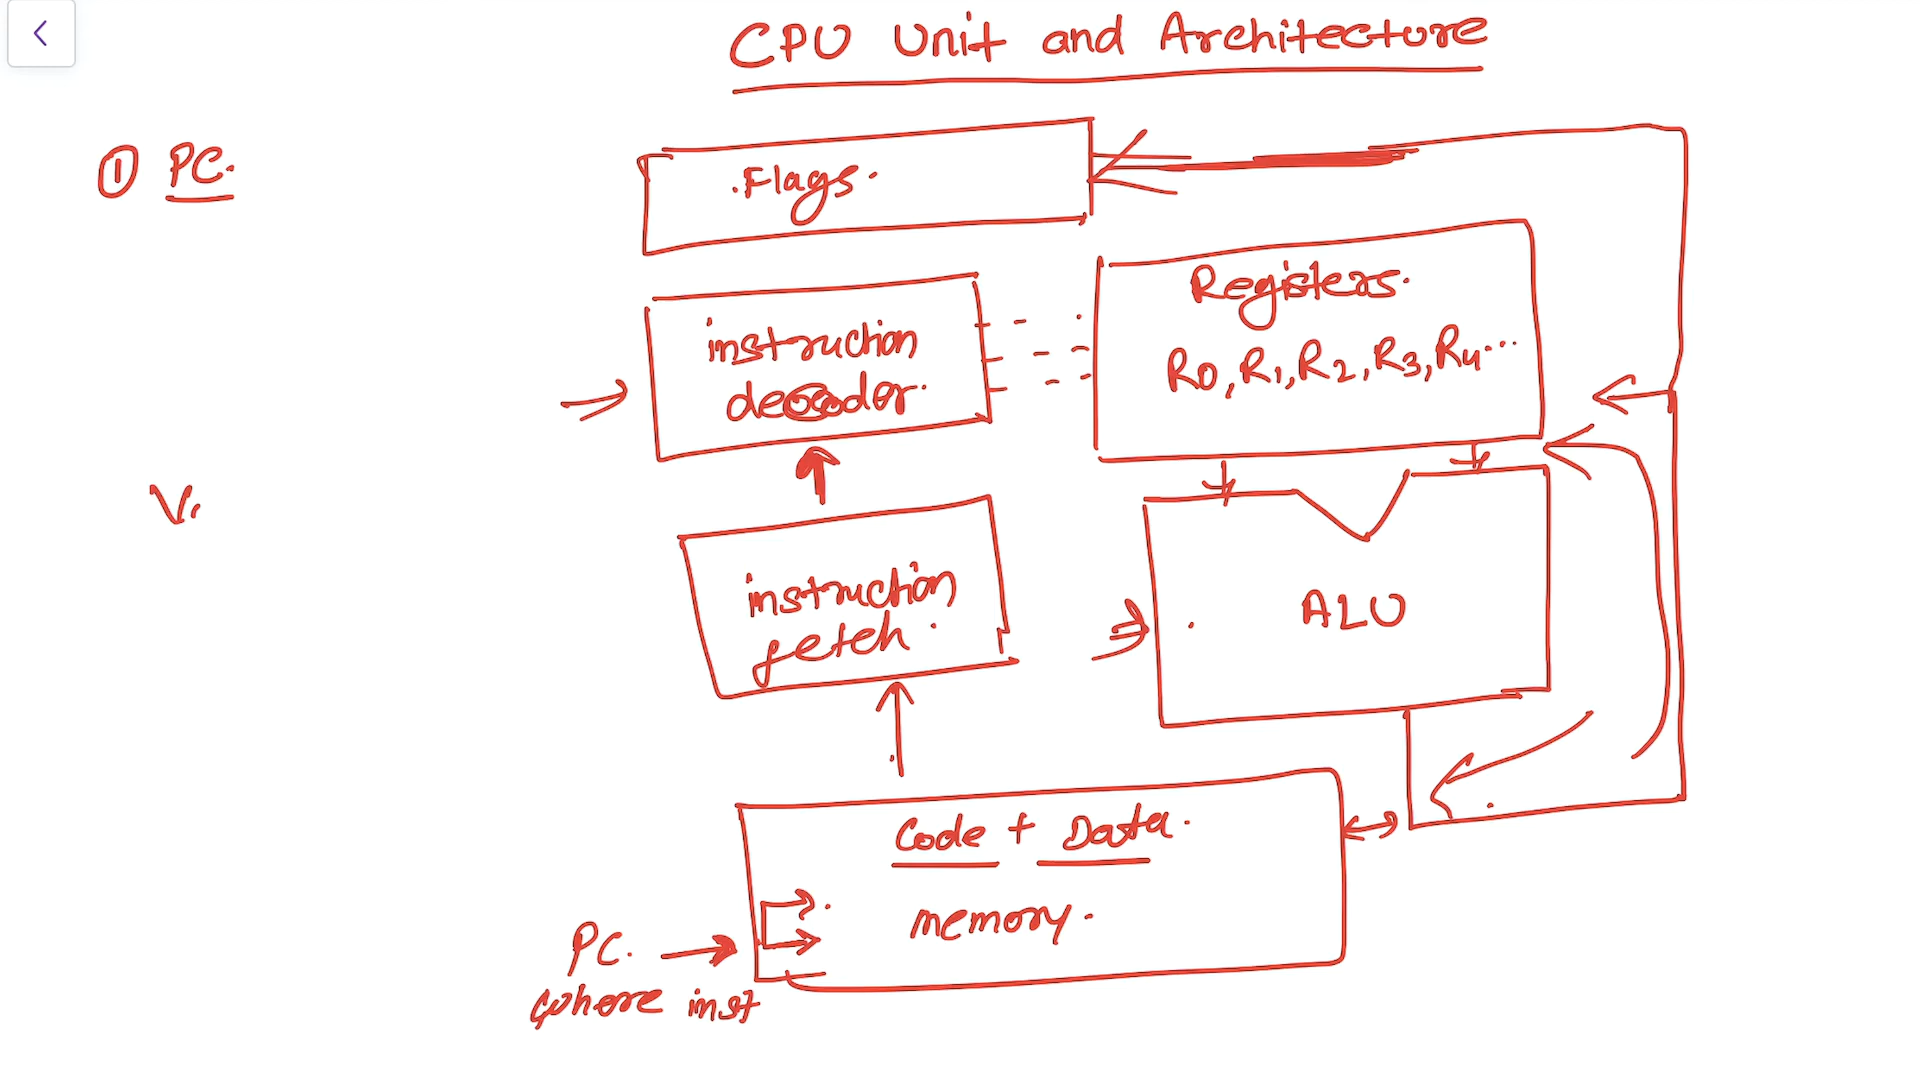 CPU Unit and Architecture
① PC.
.Flags.
Registers.
R0, R1, R2, R3, R4...
instruction
decoder.
instruction
fetch.
ALU
Code + Data.
memory.
PC.
where inst